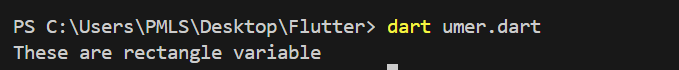 PS C:\Users\PMLS\Desktop\Flutter> dart umer.dart
These are rectangle variable